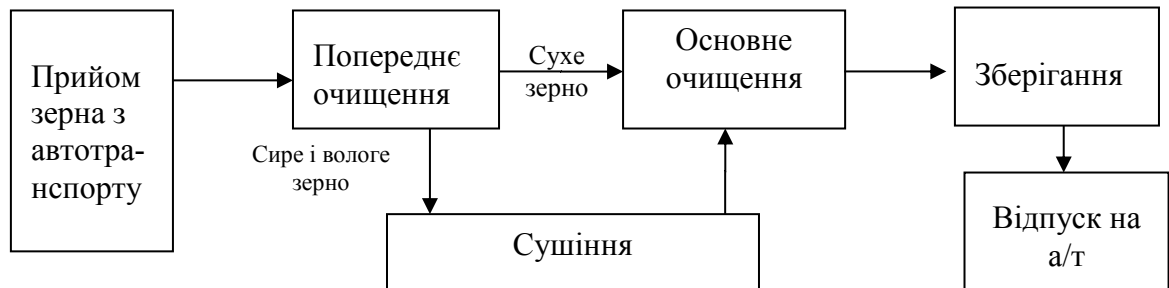 Прийом
зерна з
автотра-
нспорту
Попереднє
очищення
Сухе
зерно
Основне
очищення
Зберігання
Сире і вологе
зерно
Сушіння
Відпуск на
а/т